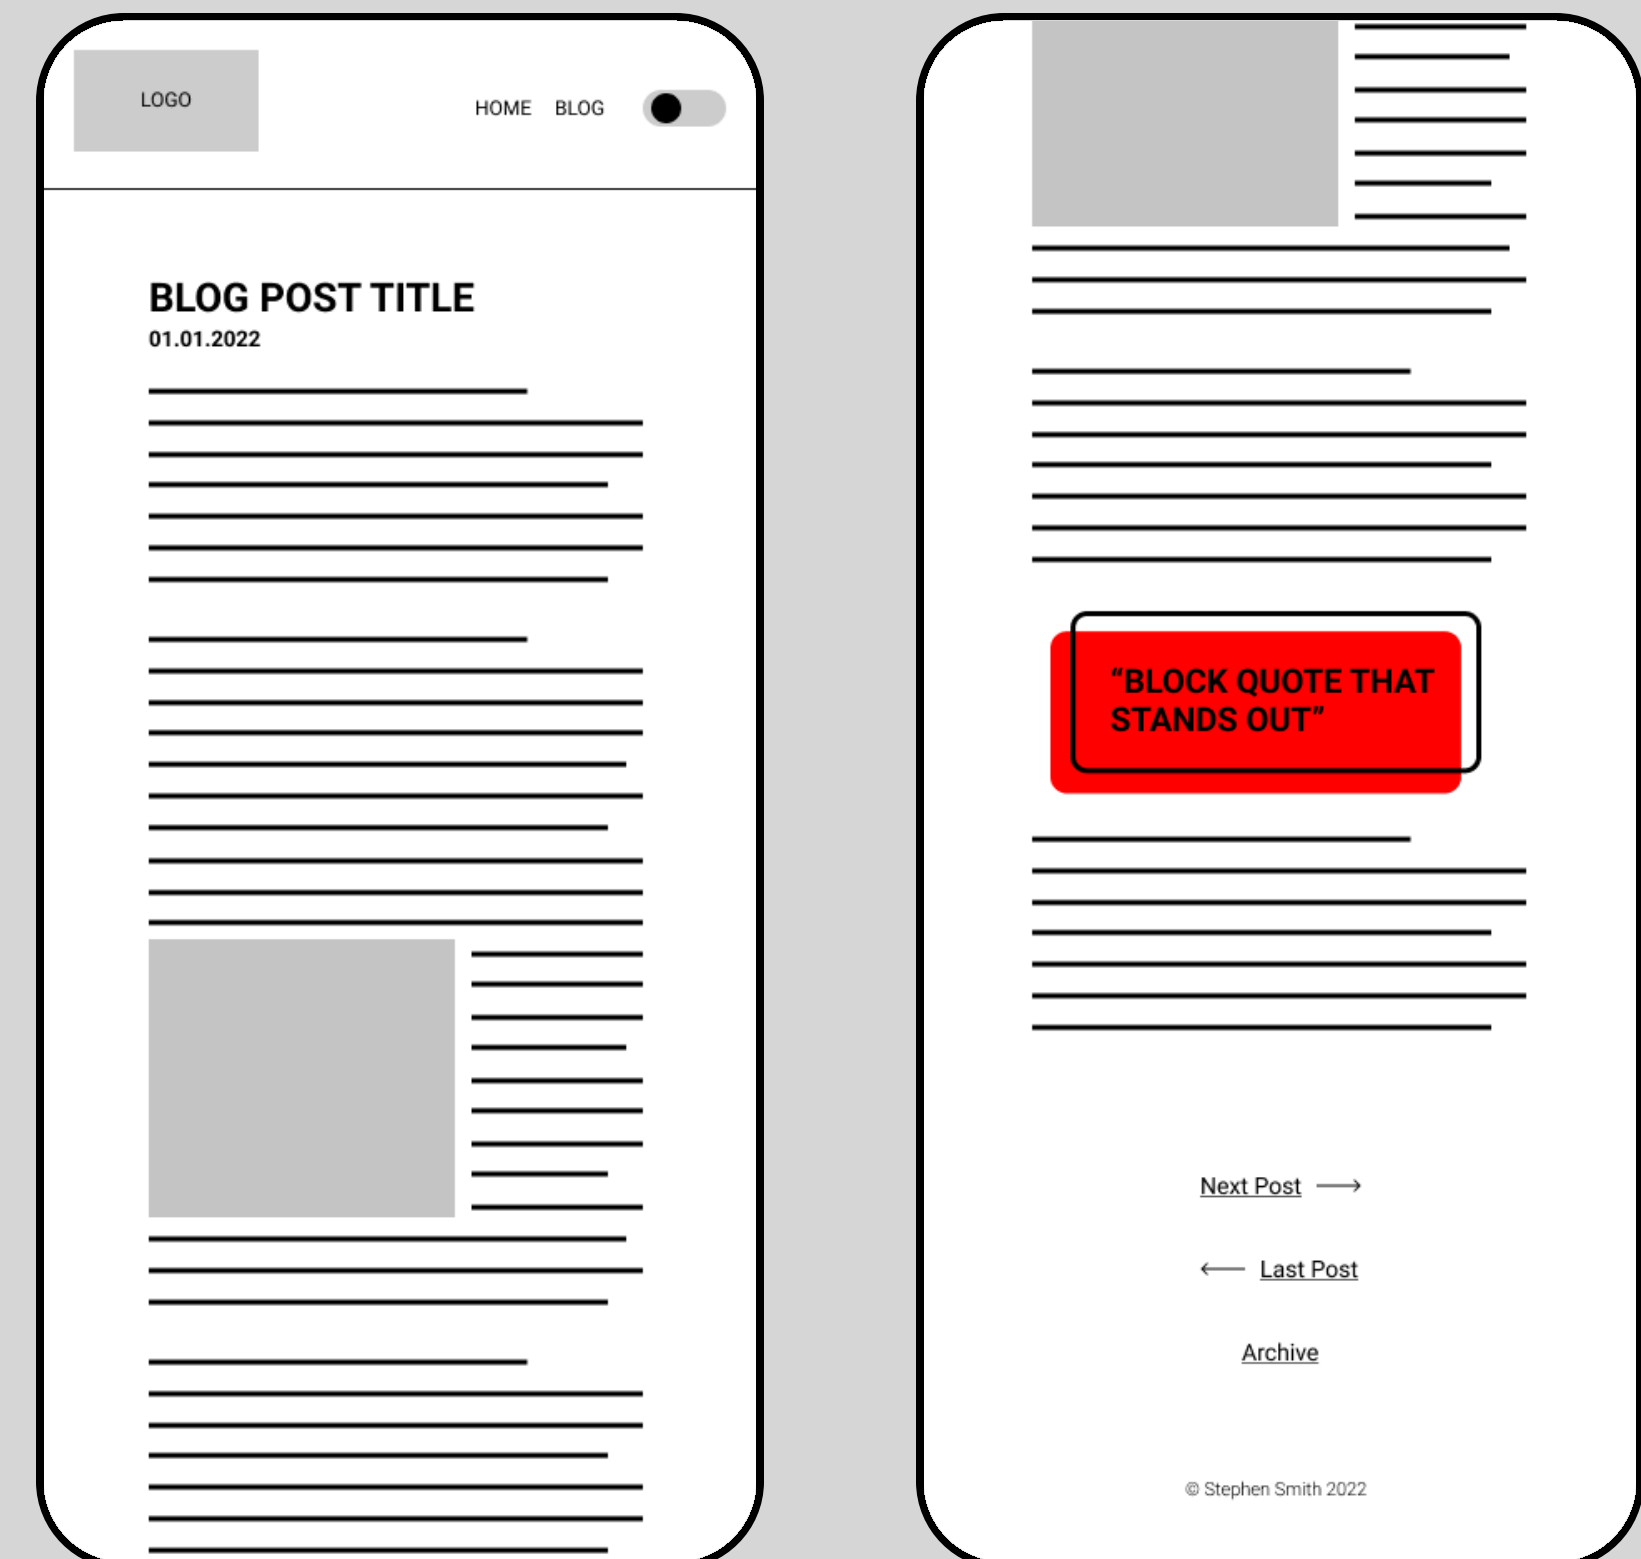 LOGO
HOME BLOG
BLOG POST TITLE
01.01.2022
“BLOCK QUOTE THAT
STANDS OUT”
Next Post
Last Post
Archive
© Stephen Smith 2022